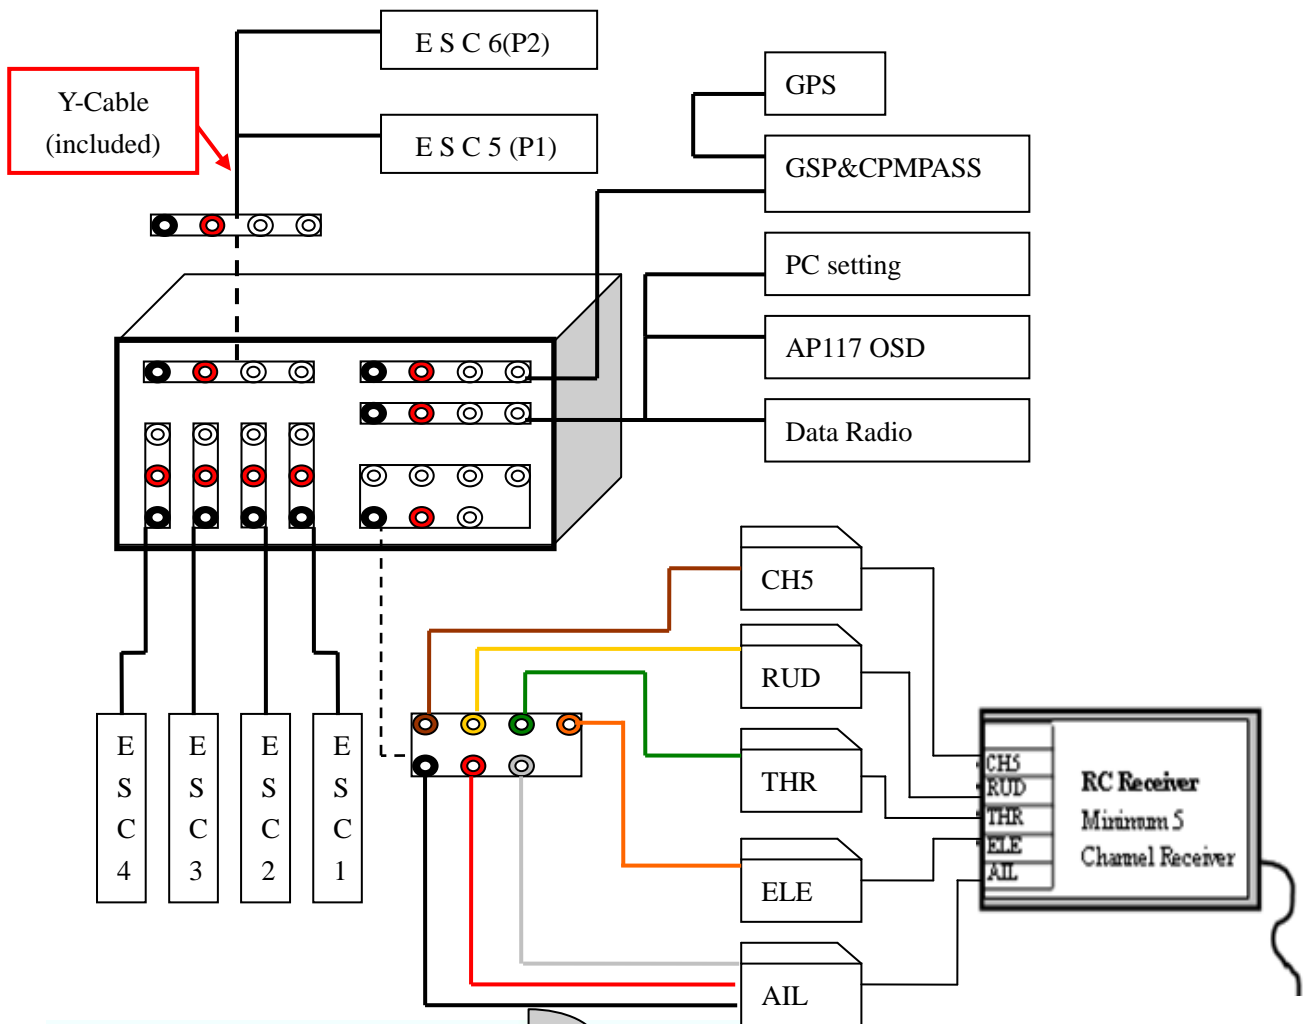 E S C 6(P2)
Y-Cable
(included)
E S C 5 (P1)
GPS
GSP&CPMPASS
PC setting
AP117 OSD
Data Radio
CH5
RUD
THR
ELE
AIL
E
S
C
4
E
S
C
3
E
S
C
2
E
S
C
1
CH5
RUD
THR
ELE
AIL
RC Receiver
Minimum 5
Channel Receiver